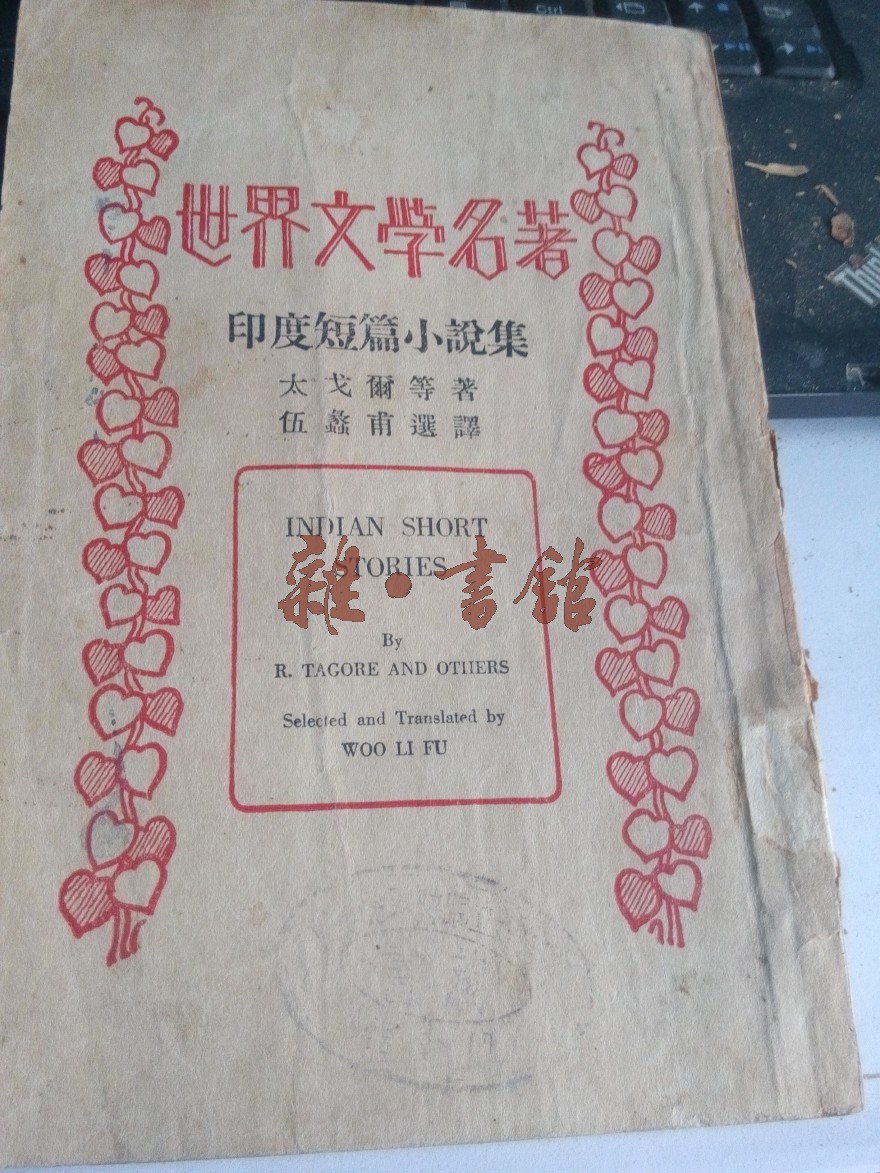 Ctrl
世界文學名著
印度短篇小說集
太戈爾等著
伍蠡甫選譯
INDIAN SHORT
STORIES
雜·書館
By
R. TAGORE AND OTHERS
Selected and Translated by
WOO LI FU